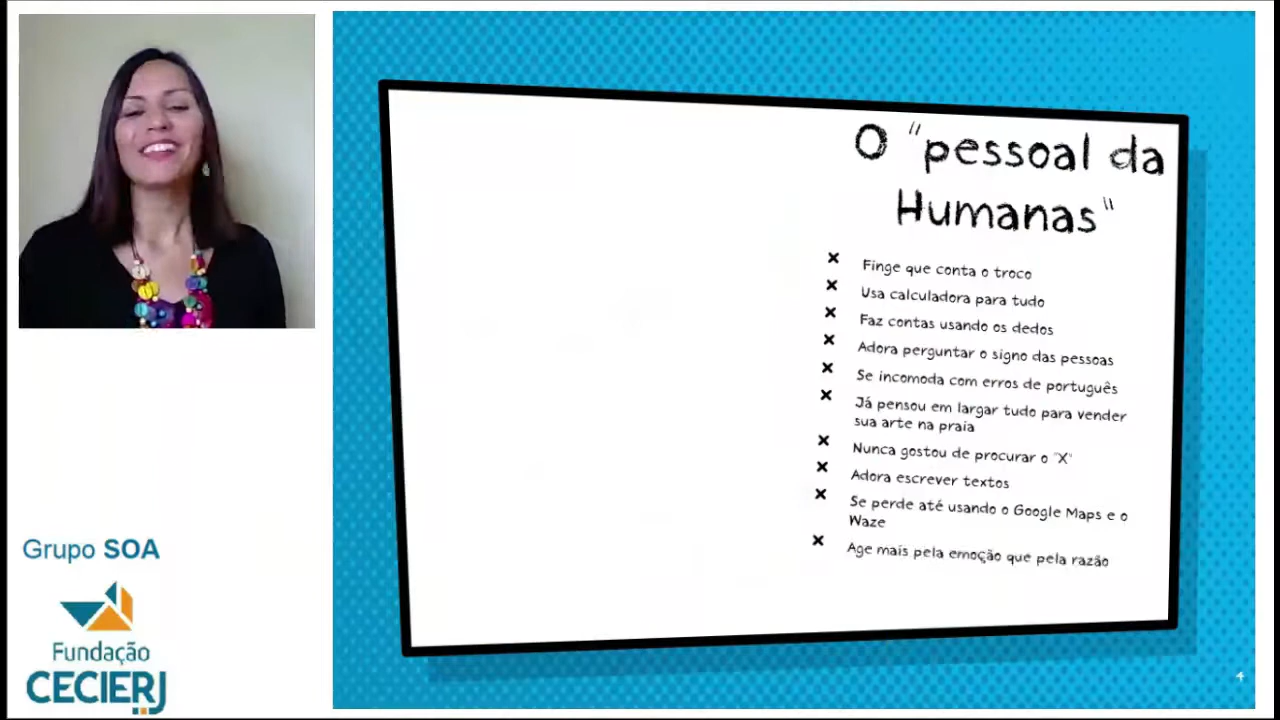 O "pessoal da
Humanas"
Finge que conta o troco
Usa calculadora para tudo
Faz contas usando os dedos
Adora perguntar o signo das pessoas
Se incomoda com erros de português
Já pensou em largar tudo para vender
sua arte na praia
Nunca gostou de procurar o "X"
Adora escrever textos
Se perde até usando o Google Maps e o
Waze
Age mais pela emoção que pela razão
Grupo SOA
Fundação
CECIERJ
4